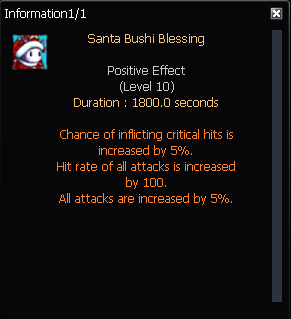 Information1/1
Santa Bushi Blessing
Positive Effect
(Level 10)
Duration : 1800.0 seconds
Chance of inflicting critical hits is
increased by 5%.
Hit rate of all attacks is increased
by 100.
All attacks are increased by 5%.